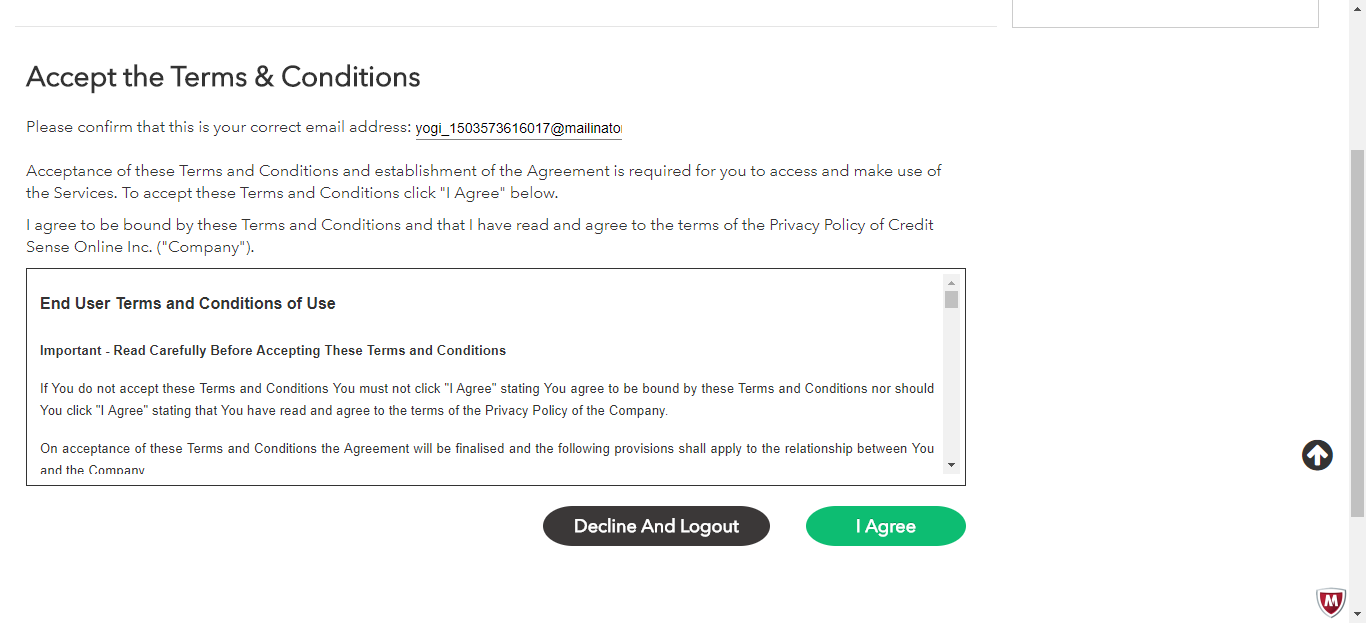 Accept the Terms & Conditions
Please confirm that this is your correct email address: yogi_1503573616017@mailinato
Acceptance of these Terms and Conditions and establishment of the Agreement is required for you to access and make use of
the Services. To accept these Terms and Conditions click "I Agree" below.
I agree to be bound by these Terms and Conditions and that I have read and agree to the terms of the Privacy Policy of Credit
Sense Online Inc. ("Company").
End User Terms and Conditions of Use
Important - Read Carefully Before Accepting These Terms and Conditions
If You do not accept these Terms and Conditions You must not click "I Agree" stating You agree to be bound by these Terms and Conditions nor should
You click "I Agree" stating that You have read and agree to the terms of the Privacy Policy of the Company.
On acceptance of these Terms and Conditions the Agreement will be finalised and the following provisions shall apply to the relationship between You
and the Company
Decline And Logout
I Agree
M